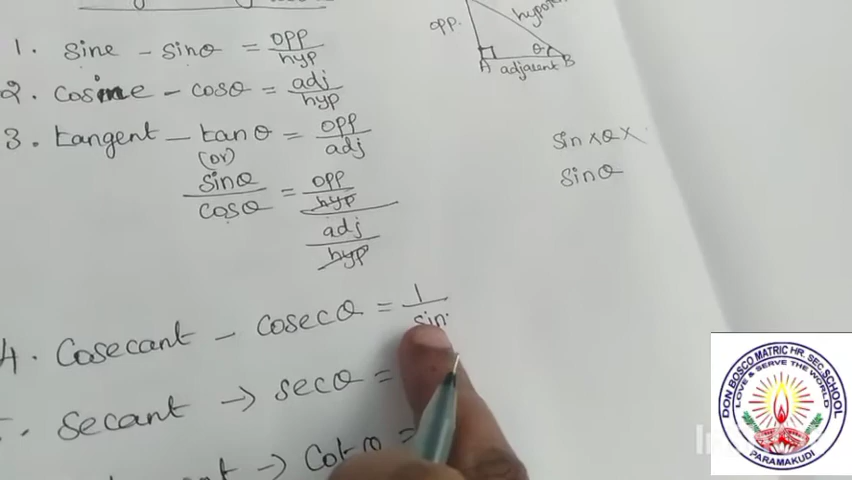 opp.
A adjacent B
θ
1. sine - sinθ = opp/hyp
2. cosine - cosθ = adj/hyp
3. tangent - tanθ = opp/adj
(or)
sinθ/cosθ = opp/hyp/adj/hyp
sin x θ x
sinθ
4. Cosecant - cosecθ = 1/sin
secant → secθ =
→ cotθ =
DON BOSCO MATRIC HR. SEC. SCHOOL
LOVE & SERVE THE WORLD
PARAMAKUDI